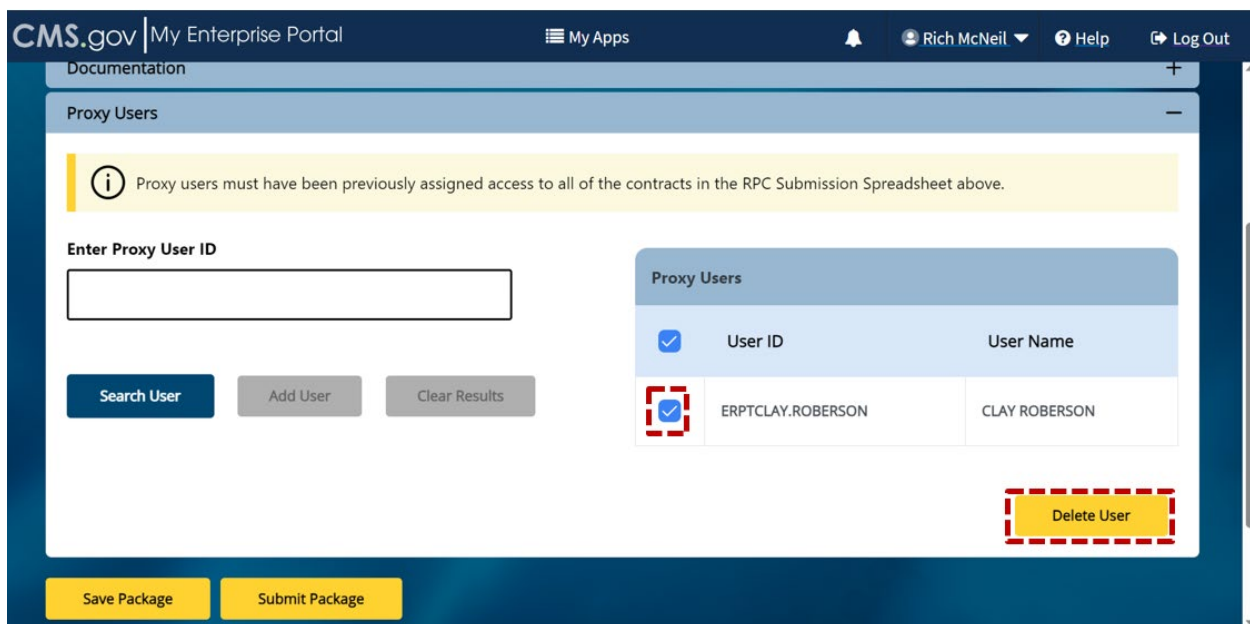 CMS.gov My Enterprise Portal My Apps Rich McNeil Help Log Out
Documentation +
Proxy Users −
Proxy users must have been previously assigned access to all of the contracts in the RPC Submission Spreadsheet above.
Enter Proxy User ID
Search User Add User Clear Results
Proxy Users
User ID User Name
ERPTCLAY.ROBERSON CLAY ROBERSON
Delete User
Save Package Submit Package